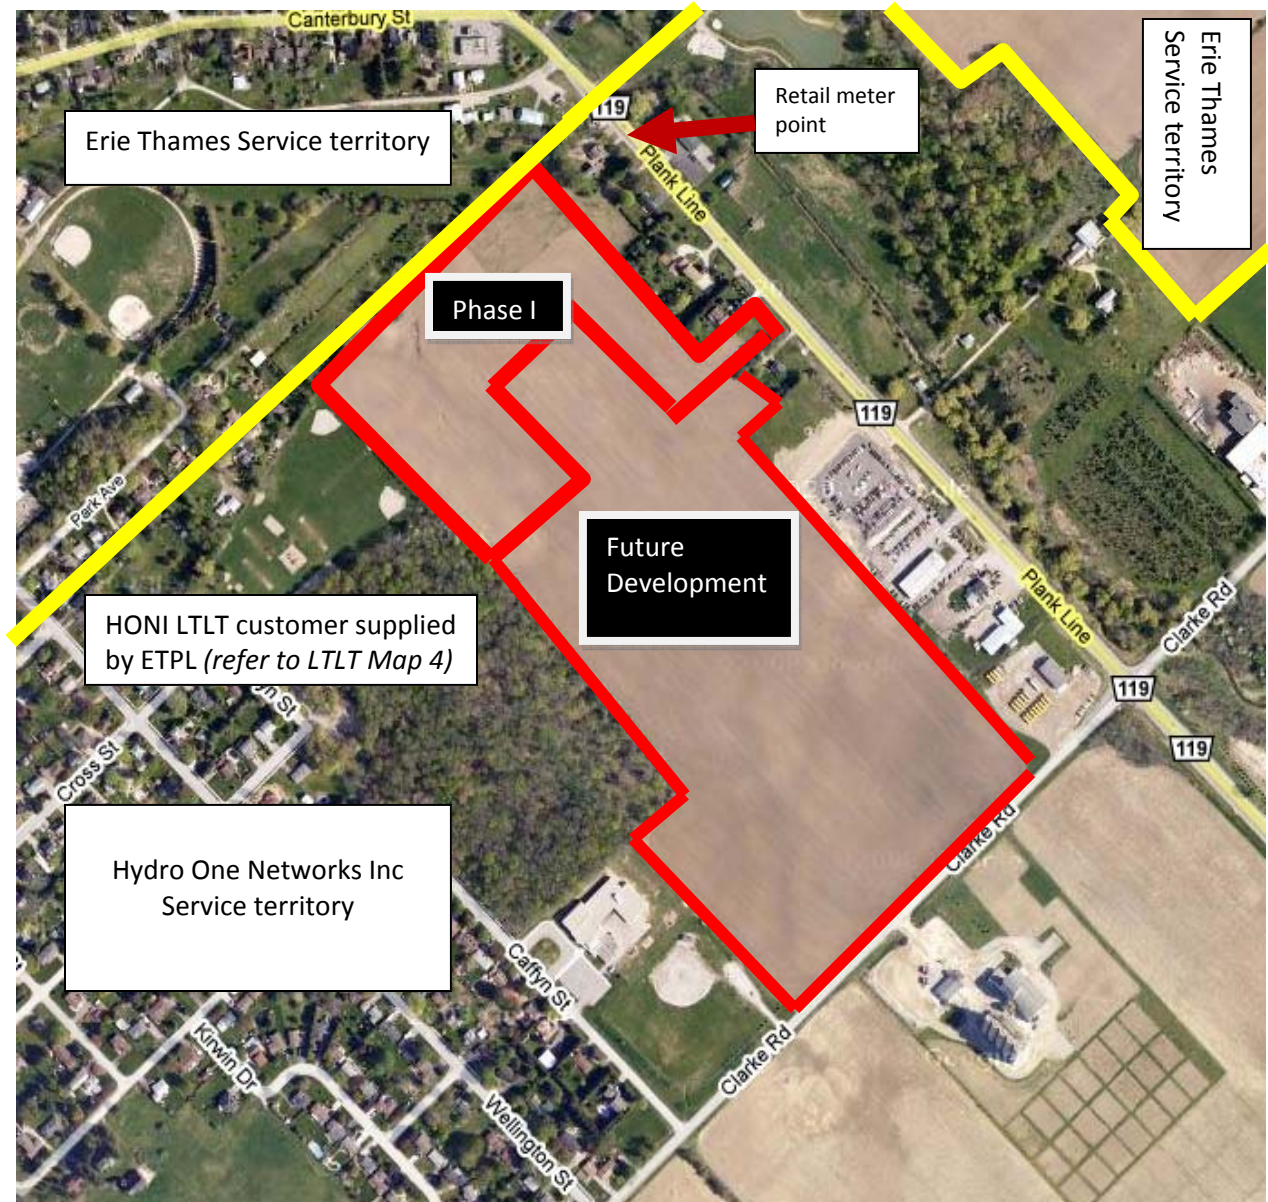 Canterbury St
Erie Thames
Service territory
Retail meter
point
119
Erie Thames Service territory
Plank Line
Phase I
119
Park Ave
Future
Development
Plank Line
Clarke Rd
HONI LTLT customer supplied
by ETPL (refer to LTLT Map 4)
yn St
119
119
Cross St
Clarke Rd
Hydro One Networks Inc
Service territory
Caffyn St
Kirwin Dr
Clarke Rd
Wellington St